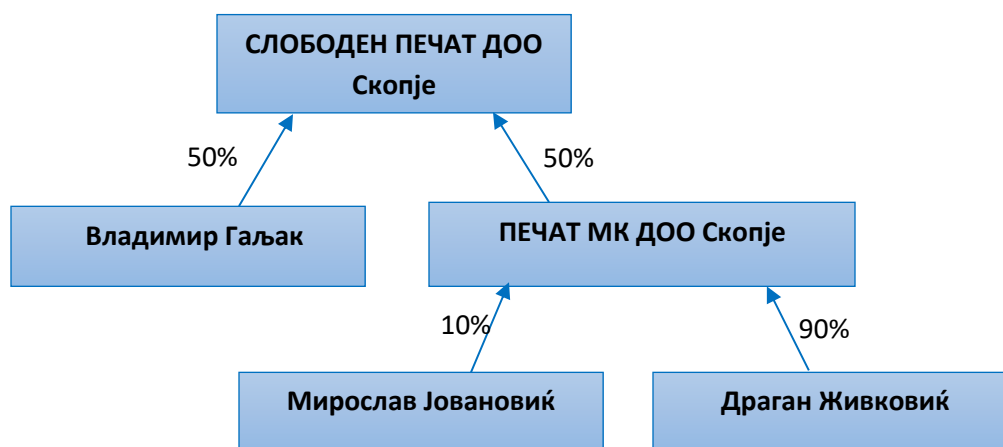 СЛОБОДЕН ПЕЧАТ ДОО
Скопје
50%
50%
Владимир Гаљак
ПЕЧАТ МК ДОО Скопје
10%
90%
Мирослав Јовановиќ
Драган Живковиќ